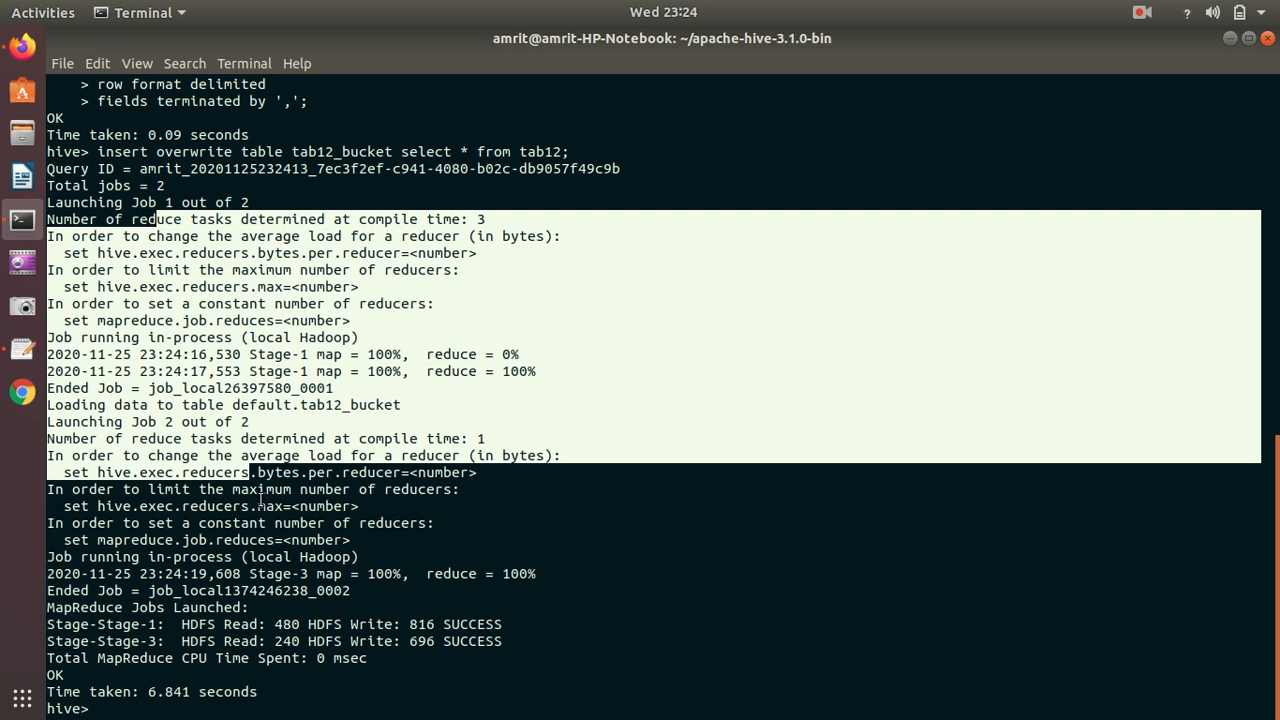 Activities
Terminal
Wed 23:24
amrit@amrit-HP-Notebook: ~/apache-hive-3.1.0-bin
File Edit View Search Terminal Help
> row format delimited
> fields terminated by ',';
OK
Time taken: 0.09 seconds
hive> insert overwrite table tab12_bucket select * from tab12;
Query ID = amrit_20201125232413_7ec3f2ef-c941-4080-b02c-db9057f49c9b
Total jobs = 2
Launching Job 1 out of 2
Number of reduce tasks determined at compile time: 3
In order to change the average load for a reducer (in bytes):
set hive.exec.reducers.bytes.per.reducer=<number>
In order to limit the maximum number of reducers:
set hive.exec.reducers.max=<number>
In order to set a constant number of reducers:
set mapreduce.job.reduces=<number>
Job running in-process (local Hadoop)
2020-11-25 23:24:16,530 Stage-1 map = 100%,  reduce = 0%
2020-11-25 23:24:17,553 Stage-1 map = 100%,  reduce = 100%
Ended Job = job_local26397580_0001
Loading data to table default.tab12_bucket
Launching Job 2 out of 2
Number of reduce tasks determined at compile time: 1
In order to change the average load for a reducer (in bytes):
set hive.exec.reducers.bytes.per.reducer=<number>
In order to limit the maximum number of reducers:
set hive.exec.reducers.max=<number>
In order to set a constant number of reducers:
set mapreduce.job.reduces=<number>
Job running in-process (local Hadoop)
2020-11-25 23:24:19,608 Stage-3 map = 100%,  reduce = 100%
Ended Job = job_local1374246238_0002
MapReduce Jobs Launched:
Stage-Stage-1:  HDFS Read: 480 HDFS Write: 816 SUCCESS
Stage-Stage-3:  HDFS Read: 240 HDFS Write: 696 SUCCESS
Total MapReduce CPU Time Spent: 0 msec
OK
Time taken: 6.841 seconds
hive>